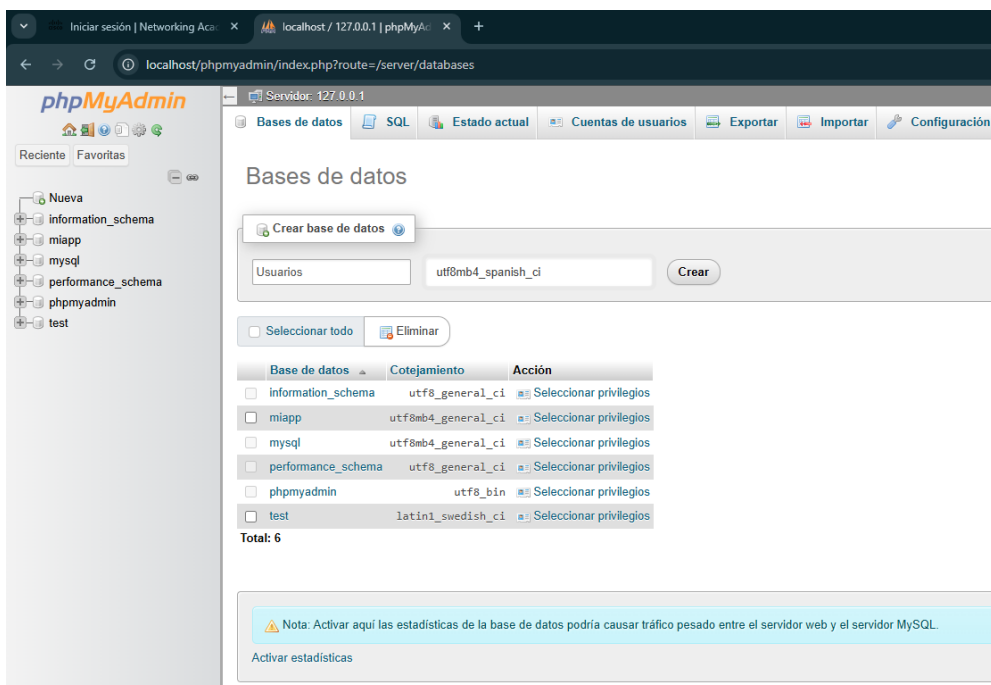 Iniciar sesión | Networking Aca
localhost / 127.0.0.1 | phpMyAd
localhost/phpmyadmin/index.php?route=/server/databases
phpMyAdmin
Reciente Favoritas
Nueva
information_schema
miapp
mysql
performance_schema
phpmyadmin
test
Servidor: 127.0.0.1
Bases de datos SQL Estado actual Cuentas de usuarios Exportar Importar Configuración
Bases de datos
Crear base de datos
Usuarios utf8mb4_spanish_ci Crear
Seleccionar todo Eliminar
Base de datos Cotejamiento Acción
information_schema utf8_general_ci Seleccionar privilegios
miapp utf8mb4_general_ci Seleccionar privilegios
mysql utf8mb4_general_ci Seleccionar privilegios
performance_schema utf8_general_ci Seleccionar privilegios
phpmyadmin utf8_bin Seleccionar privilegios
test latin1_swedish_ci Seleccionar privilegios
Total: 6
Nota: Activar aquí las estadísticas de la base de datos podría causar tráfico pesado entre el servidor web y el servidor MySQL.
Activar estadísticas